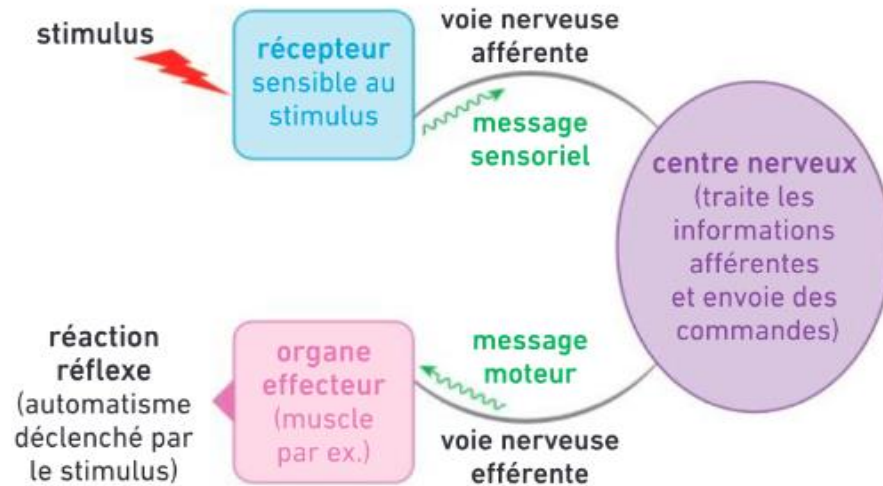 stimulus
récepteur
sensible au
stimulus
voie nerveuse
afférente
message
sensoriel
centre nerveux
(traite les
informations
afférentes
et envoie des
commandes)
message
moteur
voie nerveuse
efférente
organe
effecteur
(muscle
par ex.)
réaction
réflexe
(automatisme
déclenché par
le stimulus)